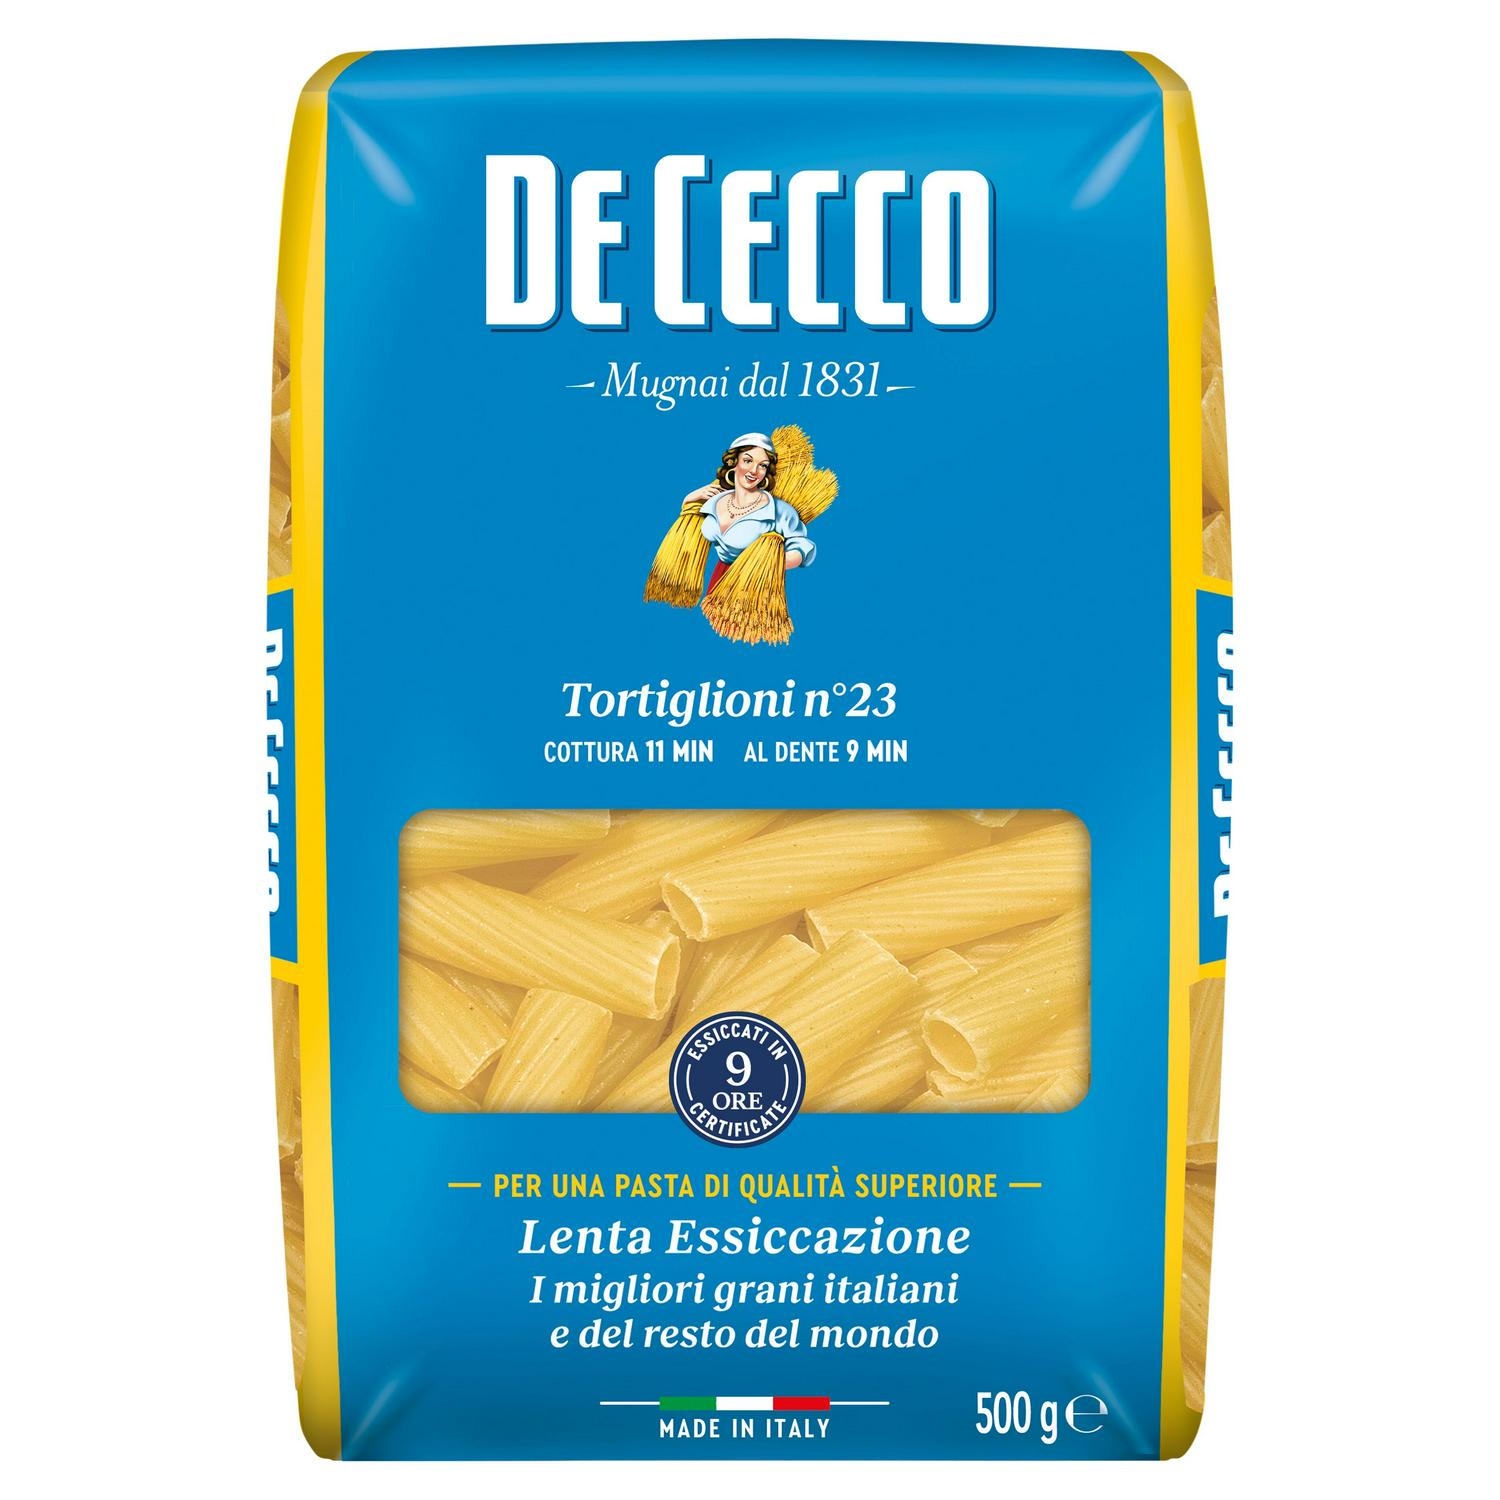 DE CECCO
Mugnai dal 1831
Tortiglioni n°23
COTTURA 11 MIN AL DENTE 9 MIN
ESSICCATI IN
9
ORE
CERTIFICATE
PER UNA PASTA DI QUALITÀ SUPERIORE
Lenta Essiccazione
I migliori grani italiani
e del resto del mondo
MADE IN ITALY
500 g ℮